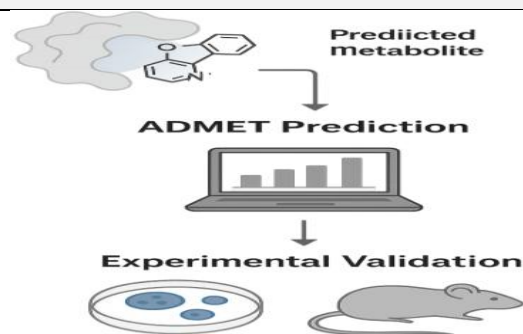 Prediicted
metabolite
O
N
ADMET Prediction
Experimental Validation